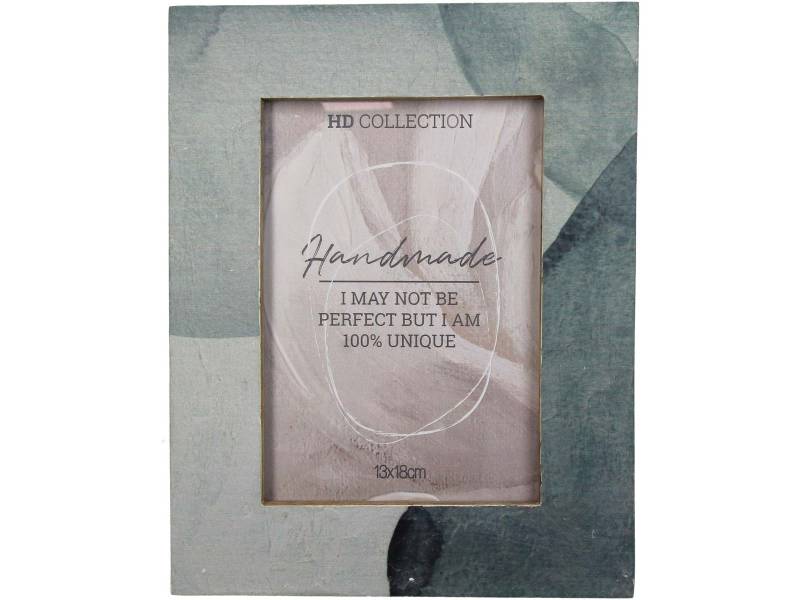 HD COLLECTION
Handmade
I MAY NOT BE
PERFECT BUT I AM
100% UNIQUE
13x18cm